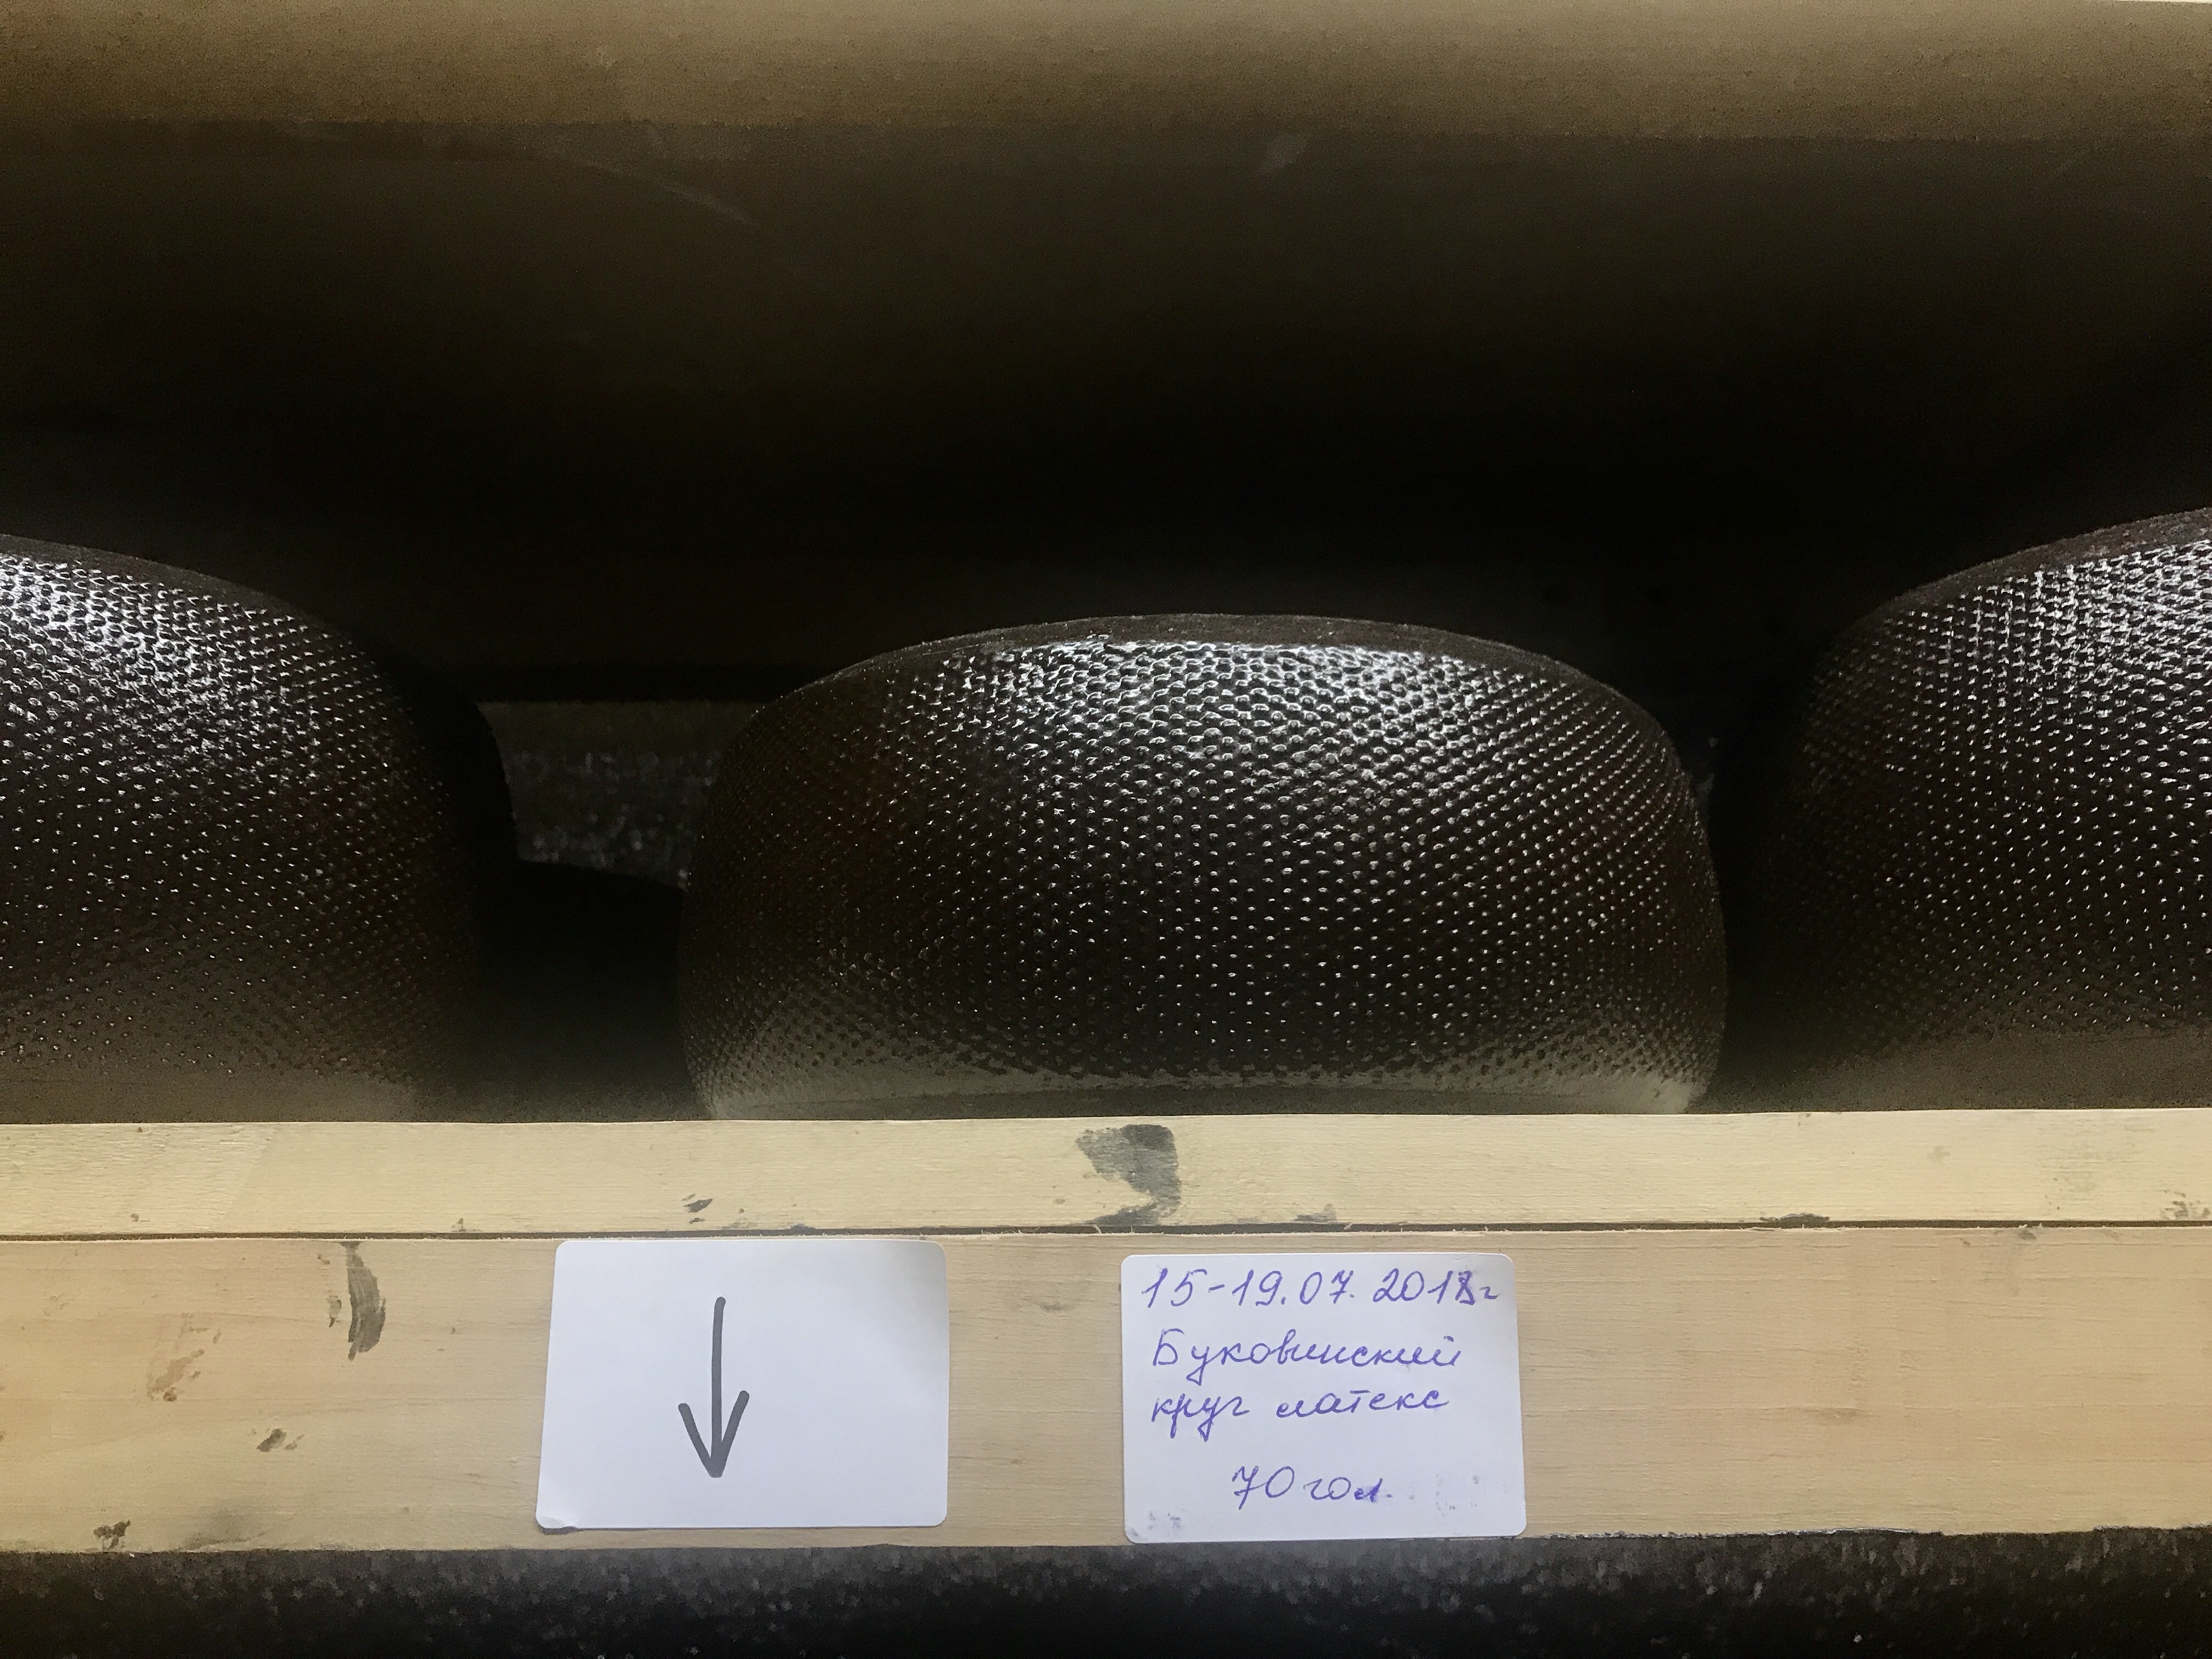 15-19.07.2018г
Буковинский
круг латекс
70 гол.